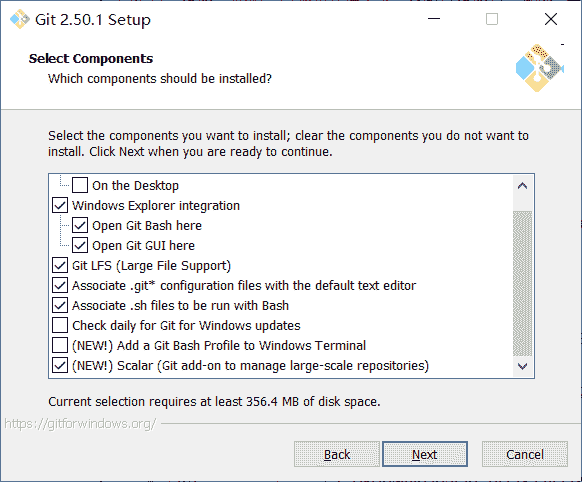 Git 2.50.1 Setup
Select Components
Which components should be installed?
Select the components you want to install; clear the components you do not want to
install. Click Next when you are ready to continue.
On the Desktop
Windows Explorer integration
Open Git Bash here
Open Git GUI here
Git LFS (Large File Support)
Associate .git* configuration files with the default text editor
Associate .sh files to be run with Bash
Check daily for Git for Windows updates
(NEW!) Add a Git Bash Profile to Windows Terminal
(NEW!) Scalar (Git add-on to manage large-scale repositories)
Current selection requires at least 356.4 MB of disk space.
https://gitforwindows.org/
Back
Next
Cancel